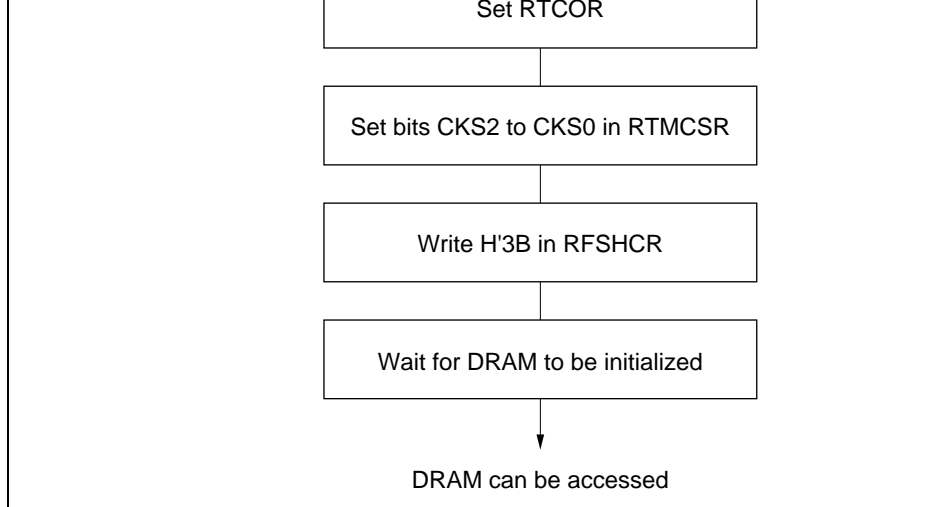 Set RTCOR
Set bits CKS2 to CKS0 in RTMCSR
Write H'3B in RFSHCR
Wait for DRAM to be initialized
DRAM can be accessed